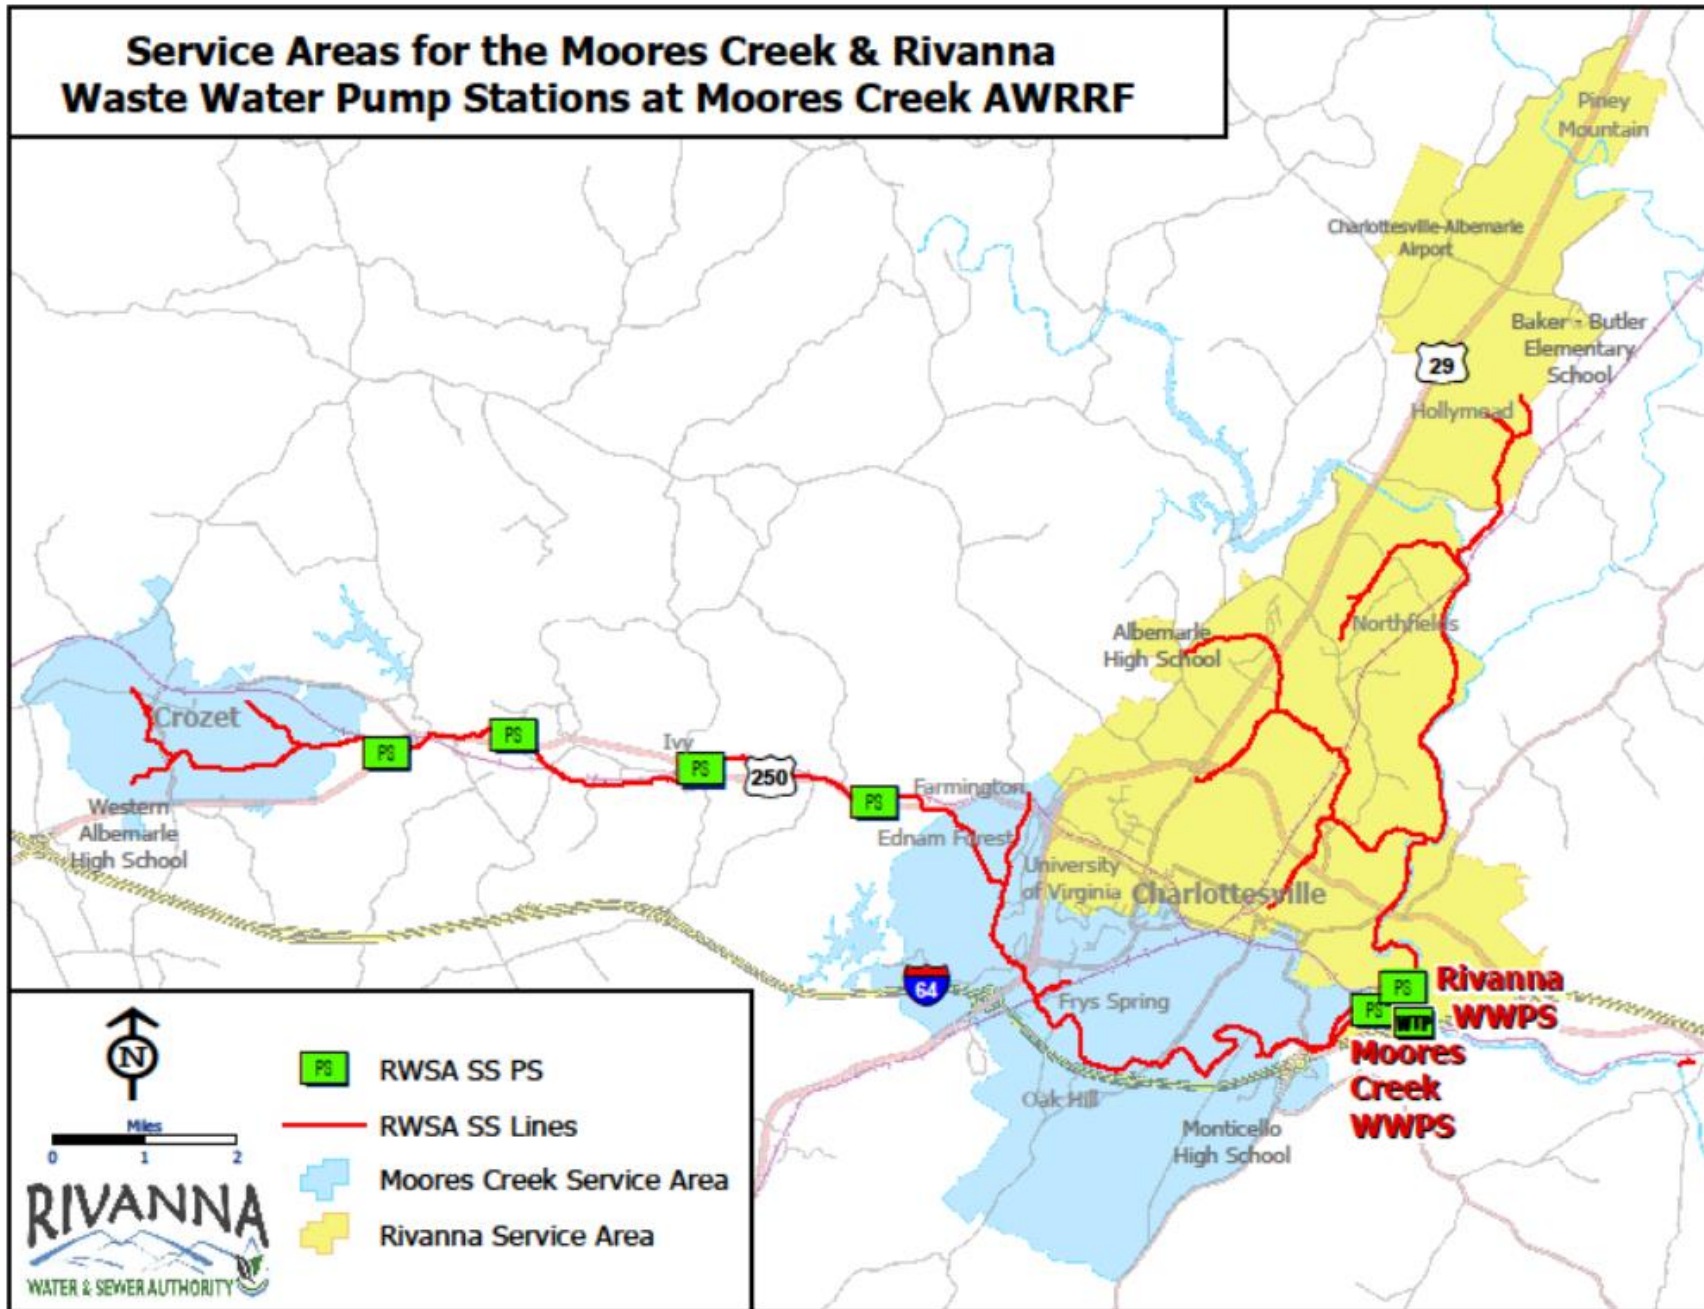 Service Areas for the Moores Creek & Rivanna
Waste Water Pump Stations at Moores Creek AWRRF
Piney
Mountain
Charlottesville-Albemarle
Airport
Baker - Butler
Elementary
School
29
Hollymead
Northfields
Albemarle
High School
Crozet
PS
PS
Ivy
PS
250
PS
Farmington
Ednam Forest
Western
Albemarle
High School
University
of Virginia
Charlottesville
64
Frys Spring
PS
PS
WTP
Rivanna
WWPS
Moores
Creek
WWPS
Oak Hill
Monticello
High School
N
Miles
0 1 2
RIVANNA
WATER & SEWER AUTHORITY
PS
RWSA SS PS
RWSA SS Lines
Moores Creek Service Area
Rivanna Service Area